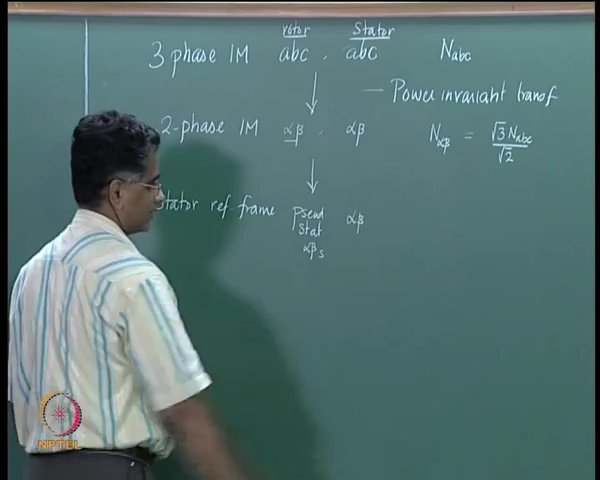 rotor Stator
3 phase IM abc , abc Nabc
Power invariant transf
2-phase IM αβ , αβ Nαβ = √3 Nabc / √2
Stator ref. frame Pseud αβ
Stat
αβs
NPTEL